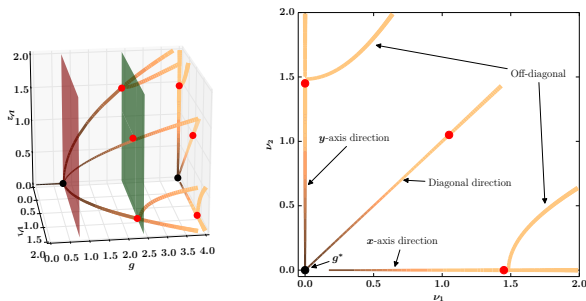 2.0
1.5
1.0
0.5
0.0
ν₂
0.0
0.5
1.0
1.5
2.0
ν₁
0.0 0.5 1.0 1.5 2.0 2.5 3.0 3.5 4.0
g
2.0
1.5
1.0
0.5
0.0
ν₂
Off-diagonal
y-axis direction
Diagonal direction
x-axis direction
g*
0.0 0.5 1.0 1.5 2.0
ν₁